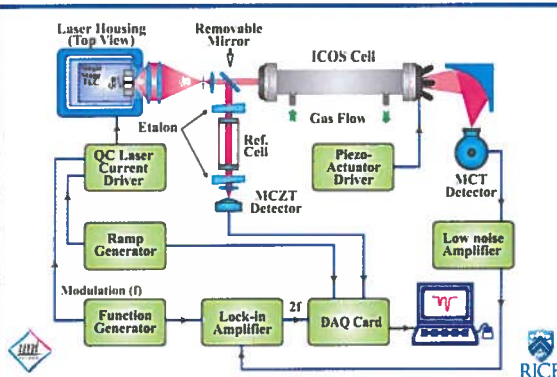 Laser Housing
(Top View)
Removable
Mirror
ICOS Cell
Etalon
Ref.
Cell
Gas Flow
QC Laser
Current
Driver
Piezo-
Actuator
Driver
MCT
Detector
MCZT
Detector
Ramp
Generator
Low noise
Amplifier
Modulation (f)
Function
Generator
Lock-in
Amplifier
2f
DAQ Card
RICE